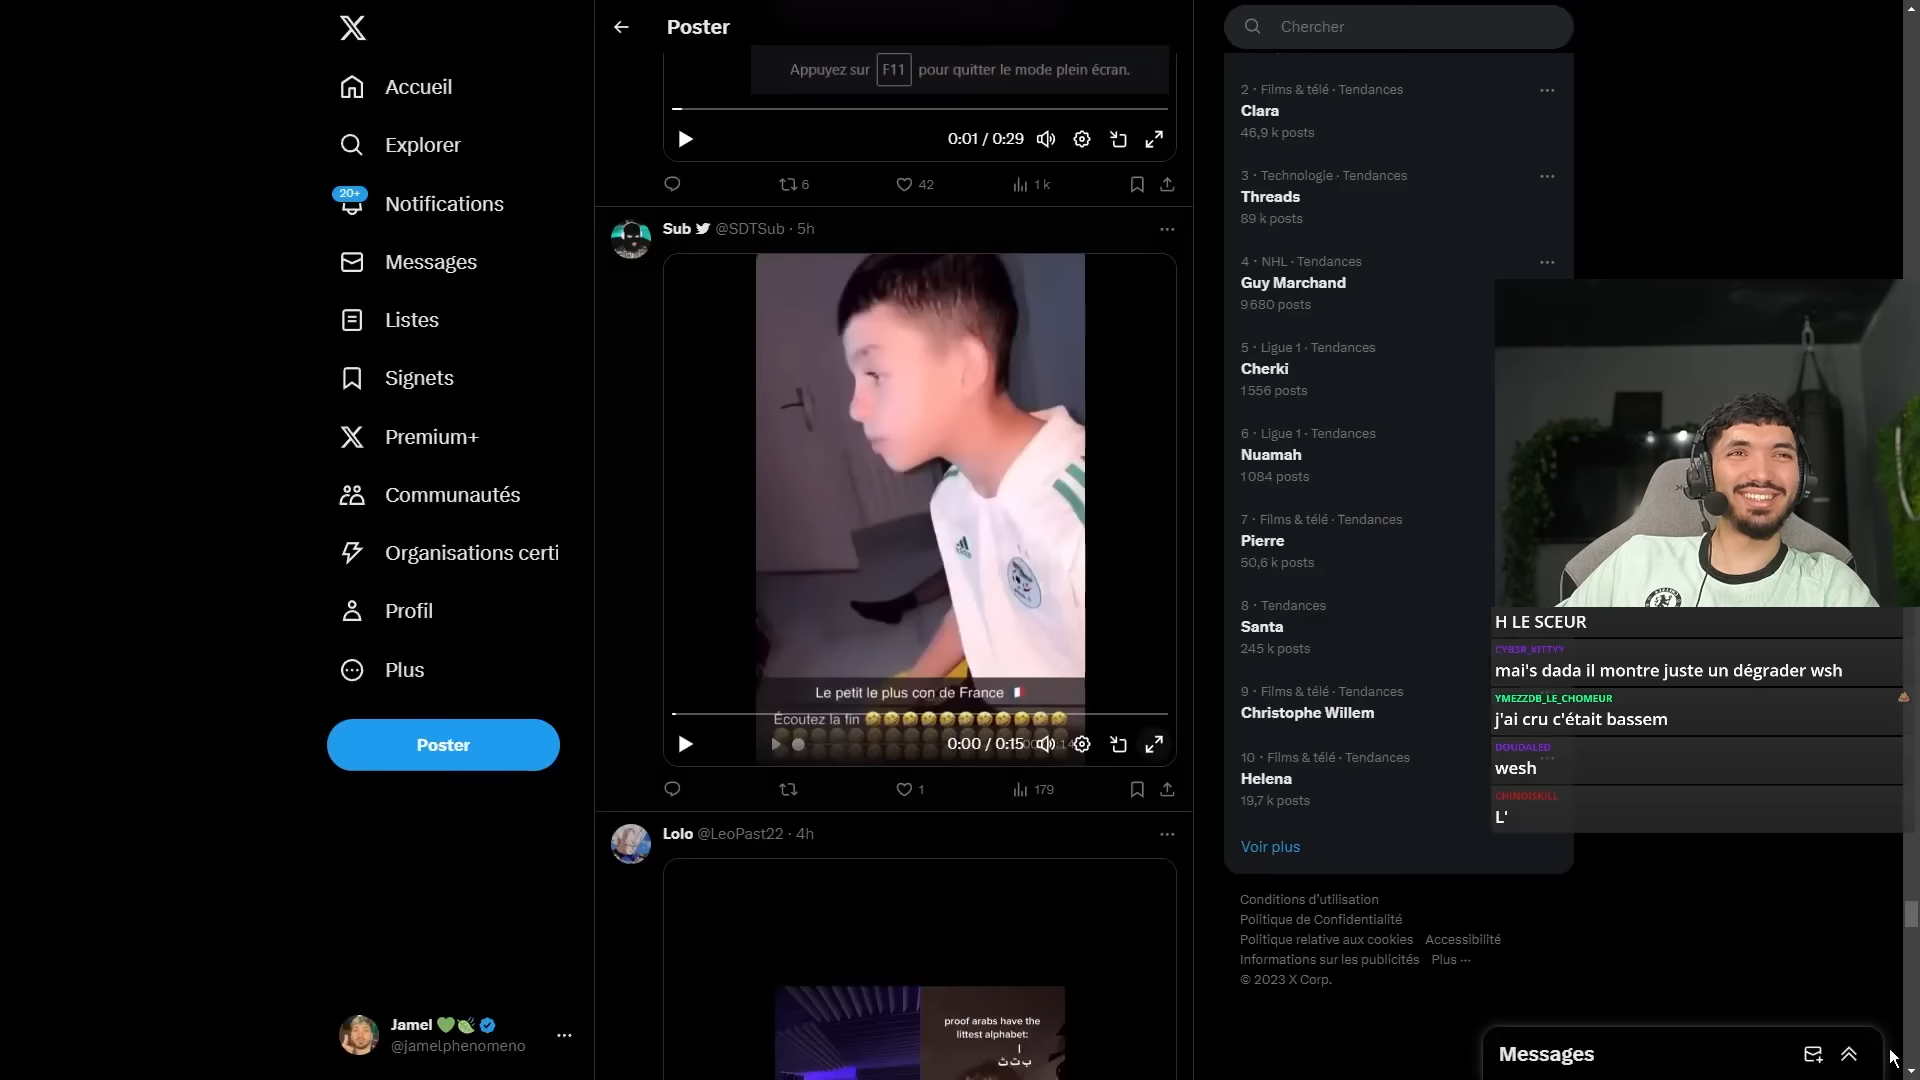 Accueil
Explorer
20+
Notifications
Messages
Listes
Signets
Premium+
Communautés
Organisations certi
Profil
Plus
Poster
Jamel
@jamelphenomeno
Poster
Appuyez sur F11 pour quitter le mode plein écran.
0:01 / 0:29
6
42
1 k
Sub @SDTSub · 5h
Le petit le plus con de France
Écoutez la fin
0:00 / 0:15
1
179
Lolo @LeoPast22 · 4h
proof arabs have the
littest alphabet:
ا
ب ت ث
Chercher
2 · Films & télé · Tendances
Clara
46,9 k posts
3 · Technologie · Tendances
Threads
89 k posts
4 · NHL · Tendances
Guy Marchand
9 680 posts
5 · Ligue 1 · Tendances
Cherki
1 556 posts
6 · Ligue 1 · Tendances
Nuamah
1 084 posts
7 · Films & télé · Tendances
Pierre
50,6 k posts
8 · Tendances
Santa
245 k posts
9 · Films & télé · Tendances
Christophe Willem
10 · Films & télé · Tendances
Helena
19,7 k posts
Voir plus
Conditions d'utilisation
Politique de Confidentialité
Politique relative aux cookies Accessibilité
Informations sur les publicités Plus ···
© 2023 X Corp.
H LE SCEUR
CYB3R_KITTYY
mai's dada il montre juste un dégrader wsh
YMEZZDB_LE_CHOMEUR
j'ai cru c'était bassem
DOUDALED
wesh
CHINOISKILL
L'
Messages